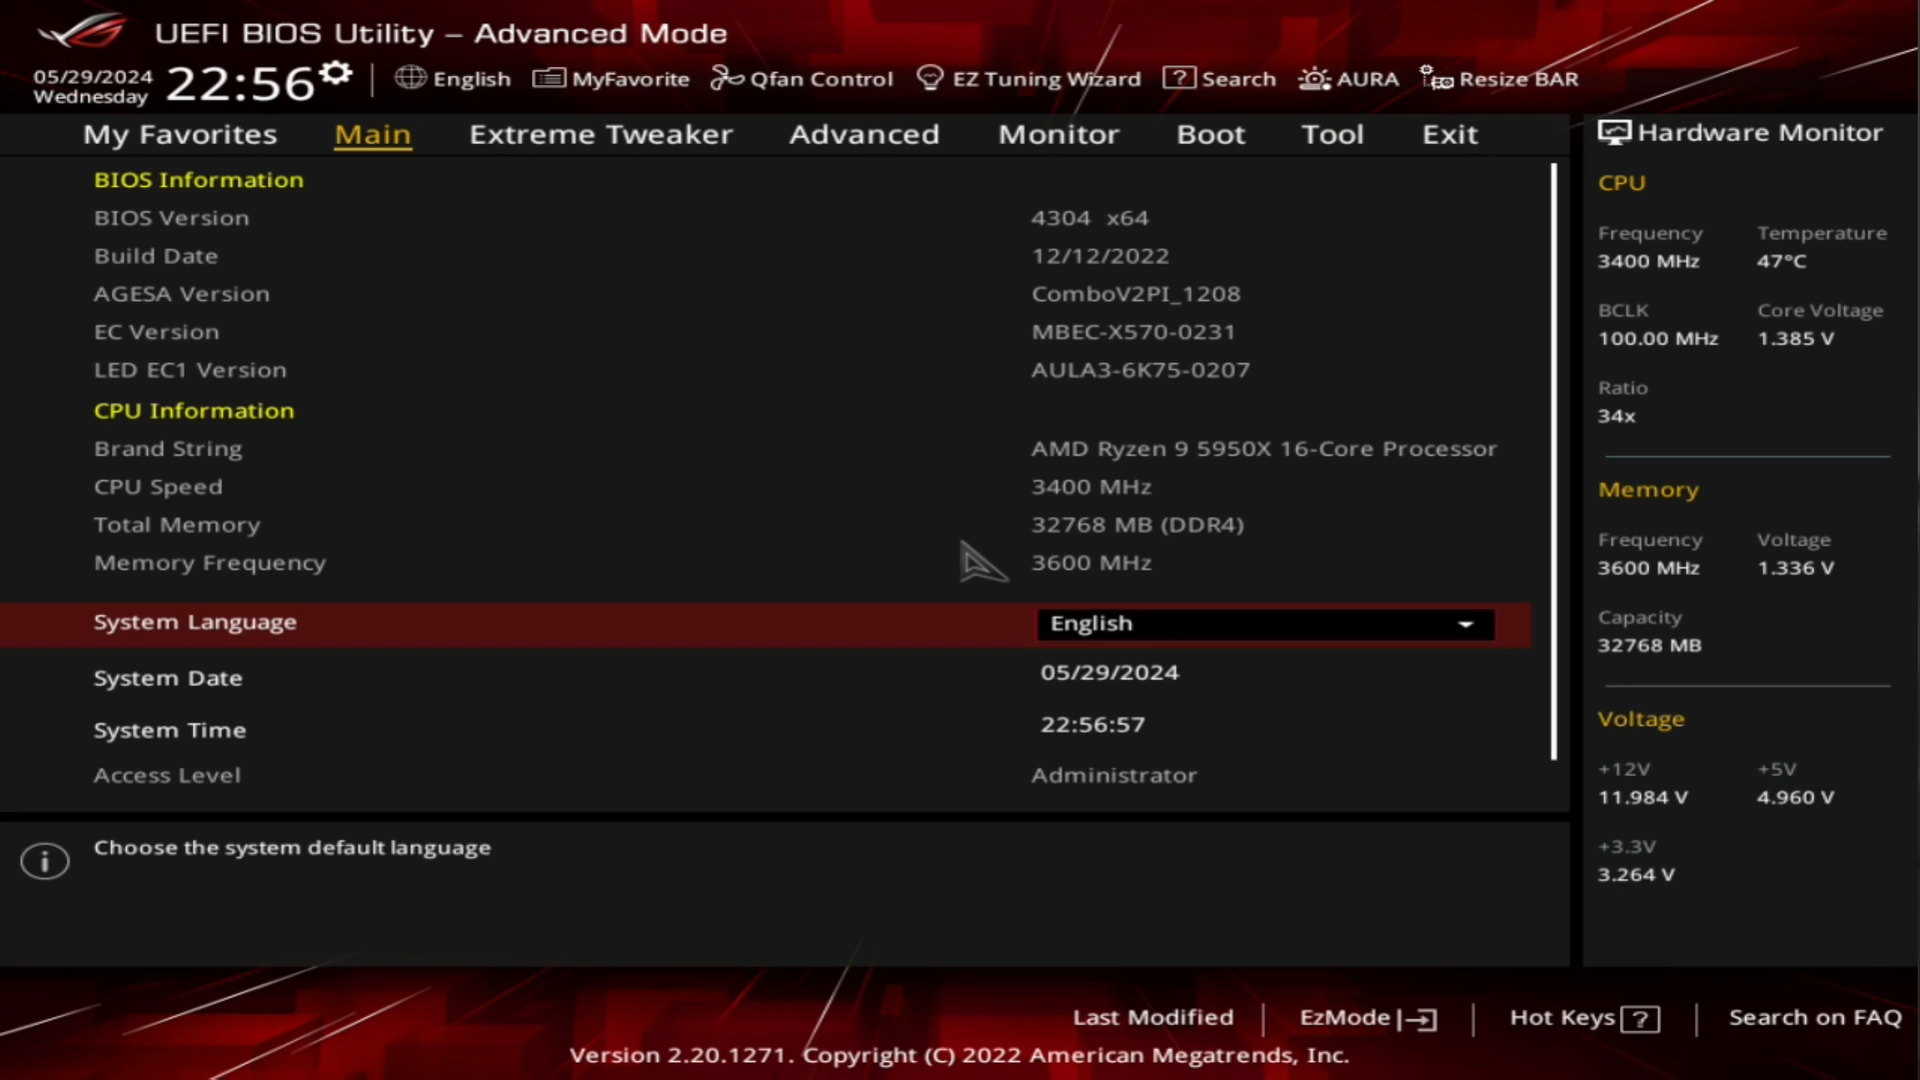 UEFI BIOS Utility – Advanced Mode
05/29/2024
Wednesday
22:56
English
MyFavorite
Qfan Control
EZ Tuning Wizard
? Search
AURA
Resize BAR
My Favorites Main Extreme Tweaker Advanced Monitor Boot Tool Exit
BIOS Information
BIOS Version 4304 x64
Build Date 12/12/2022
AGESA Version ComboV2PI_1208
EC Version MBEC-X570-0231
LED EC1 Version AULA3-6K75-0207
CPU Information
Brand String AMD Ryzen 9 5950X 16-Core Processor
CPU Speed 3400 MHz
Total Memory 32768 MB (DDR4)
Memory Frequency 3600 MHz
System Language English
System Date 05/29/2024
System Time 22:56:57
Access Level Administrator
i Choose the system default language
Hardware Monitor
CPU
Frequency Temperature
3400 MHz 47°C
BCLK Core Voltage
100.00 MHz 1.385 V
Ratio
34x
Memory
Frequency Voltage
3600 MHz 1.336 V
Capacity
32768 MB
Voltage
+12V +5V
11.984 V 4.960 V
+3.3V
3.264 V
Last Modified EzMode Hot Keys ? Search on FAQ
Version 2.20.1271. Copyright (C) 2022 American Megatrends, Inc.